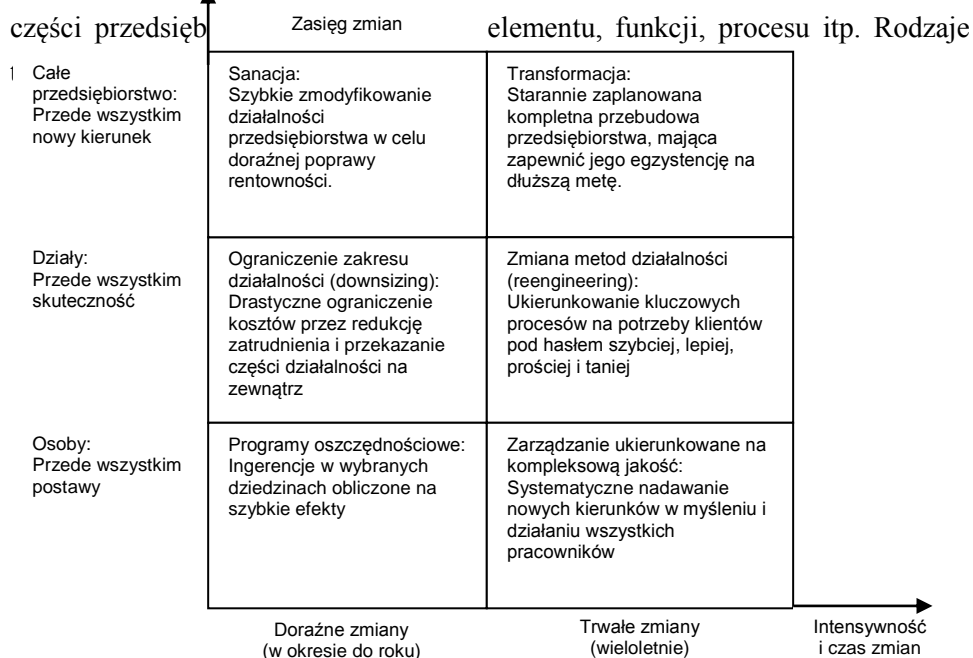 części przedsięb
Zasięg zmian
elementu, funkcji, procesu itp. Rodzaje
Całe
przedsiębiorstwo:
Przede wszystkim
nowy kierunek
Sanacja:
Szybkie zmodyfikowanie
działalności
przedsiębiorstwa w celu
doraźnej poprawy
rentowności.
Transformacja:
Starannie zaplanowana
kompletna przebudowa
przedsiębiorstwa, mająca
zapewnić jego egzystencję na
dłuższą metę.
Działy:
Przede wszystkim
skuteczność
Ograniczenie zakresu
działalności (downsizing):
Drastyczne ograniczenie
kosztów przez redukcję
zatrudnienia i przekazanie
części działalności na
zewnątrz
Zmiana metod działalności
(reengineering):
Ukierunkowanie kluczowych
procesów na potrzeby klientów
pod hasłem szybciej, lepiej,
prościej i taniej
Osoby:
Przede wszystkim
postawy
Programy oszczędnościowe:
Ingerencje w wybranych
dziedzinach obliczone na
szybkie efekty
Zarządzanie ukierunkowane na
kompleksową jakość:
Systematyczne nadawanie
nowych kierunków w myśleniu i
działaniu wszystkich
pracowników
Doraźne zmiany
(w okresie do roku)
Trwałe zmiany
(wieloletnie)
Intensywność
i czas zmian